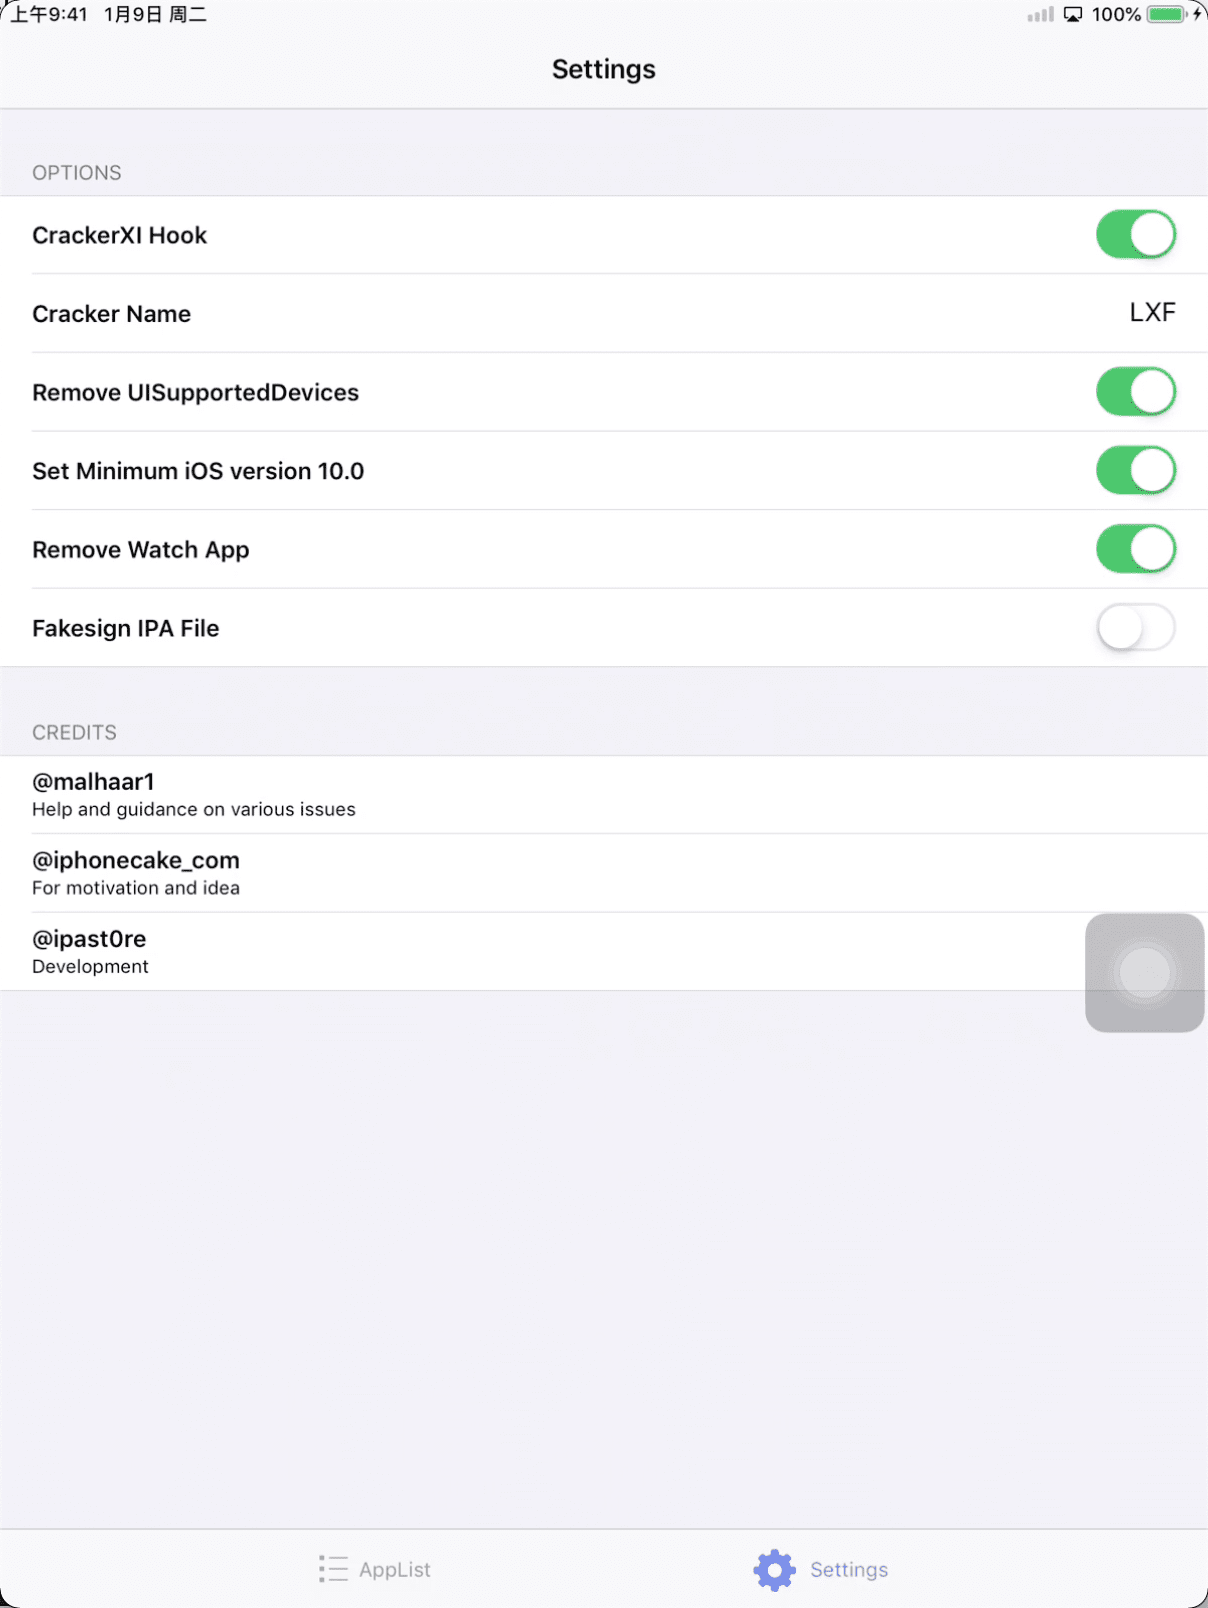 上午9:41 1月9日 周二 100%
Settings
OPTIONS
CrackerXI Hook
Cracker Name LXF
Remove UISupportedDevices
Set Minimum iOS version 10.0
Remove Watch App
Fakesign IPA File
CREDITS
@malhaar1
Help and guidance on various issues
@iphonecake_com
For motivation and idea
@ipast0re
Development
AppList Settings